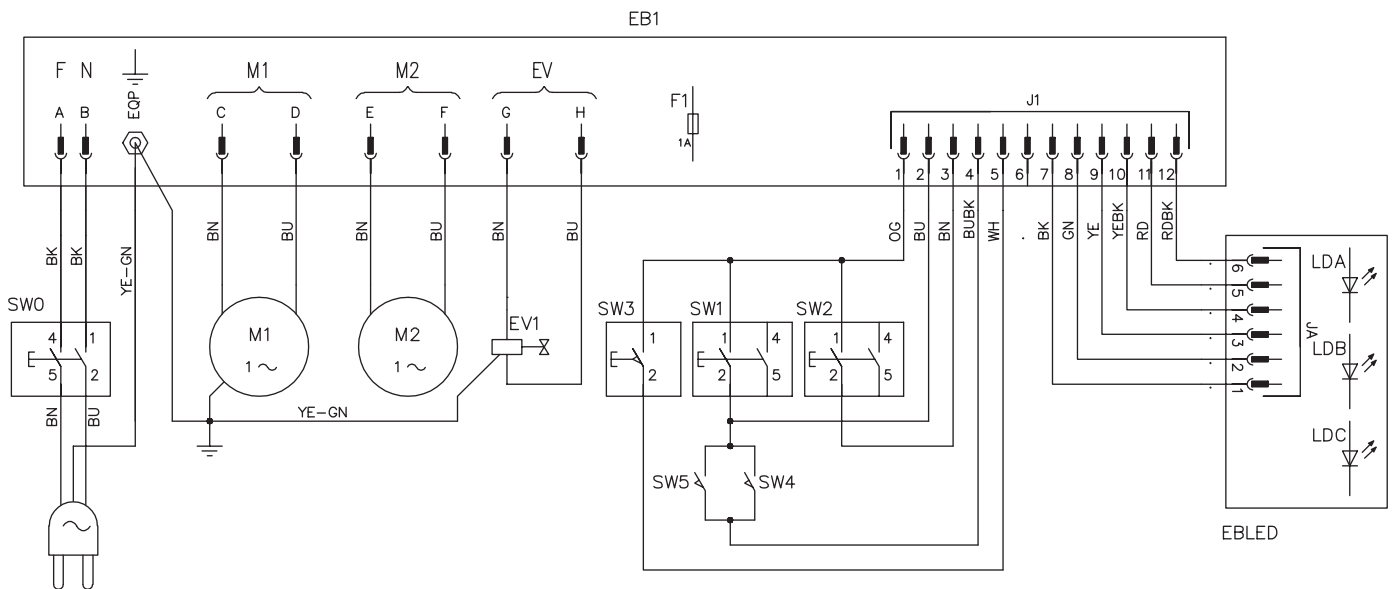 EB1
F N M1 M2 EV
EQP
A B C D E F G H
F1
1A
J1
1 2 3 4 5 6 7 8 9 10 11 12
BK BK YE-GN BN BU BN BU BN BU
OG BU BN BUBK WH . BK GN YE YEBK RD RDBK
SW0
4 1
5 2
BN BU
M1
1~
M2
1~
EV1
YE-GN
SW3
1
2
SW1
1 4
2 5
SW2
1 4
2 5
SW5 SW4
6
5
4
3
2
1
JA
LDA
LDB
LDC
EBLED